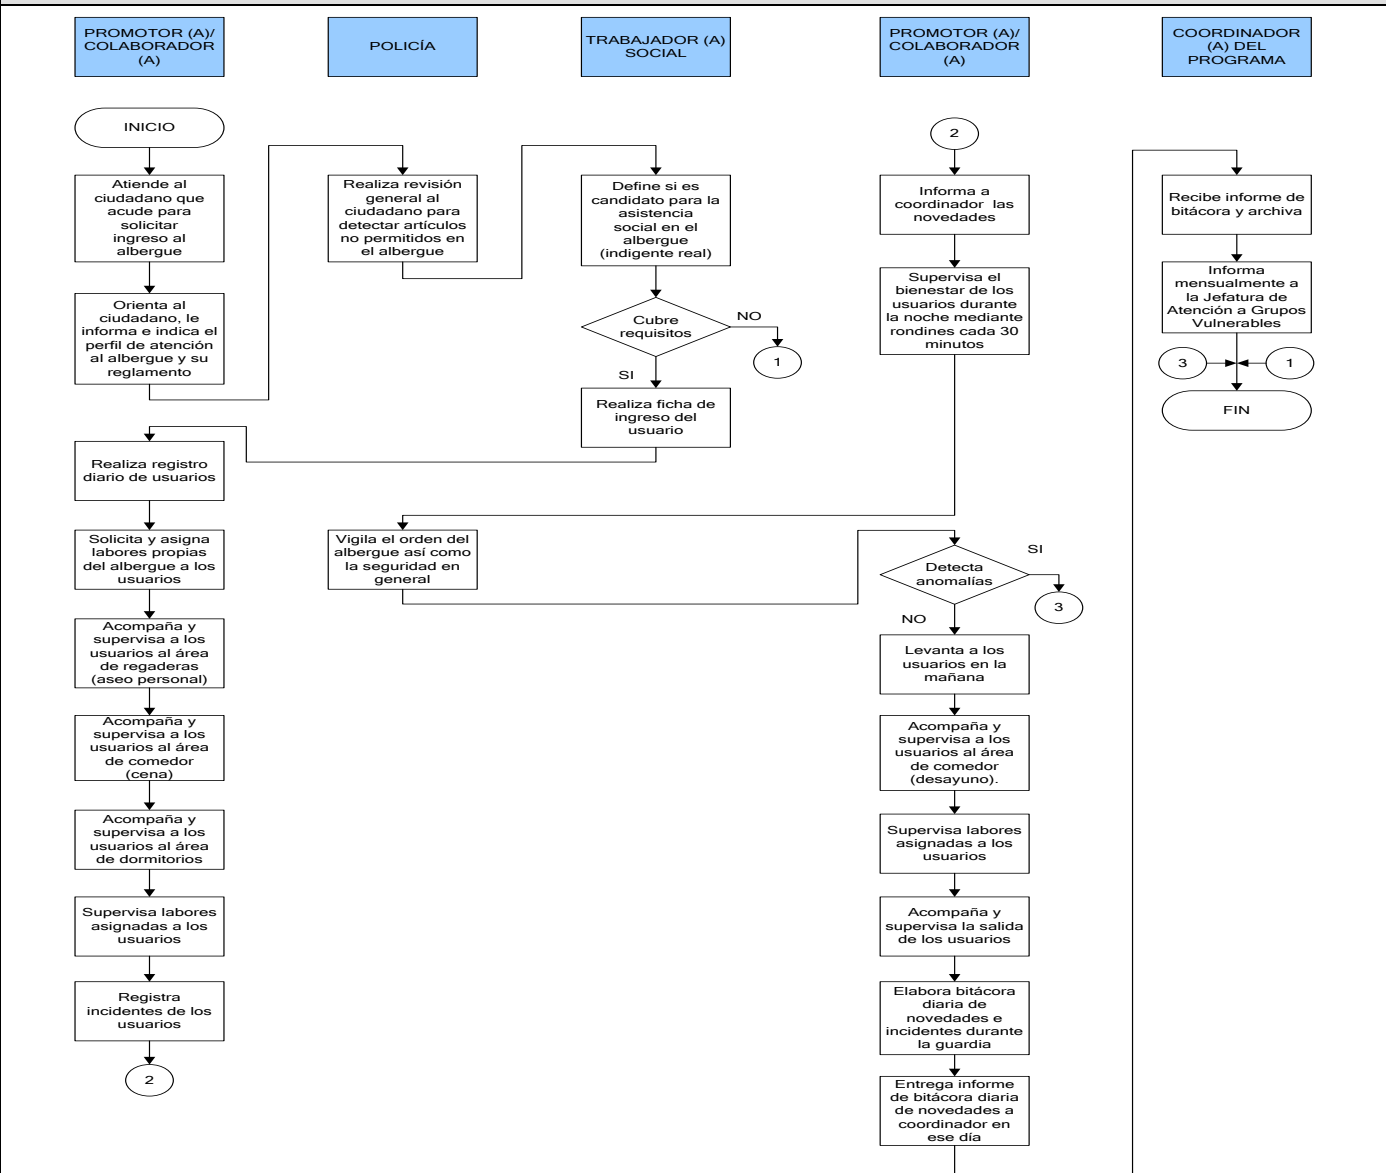 PROMOTOR (A)/
COLABORADOR
(A)
POLICÍA
TRABAJADOR (A)
SOCIAL
PROMOTOR (A)/
COLABORADOR
(A)
COORDINADOR
(A) DEL
PROGRAMA
INICIO
Atiende al
ciudadano que
acude para
solicitar
ingreso al
albergue
Orienta al
ciudadano, le
informa e indica el
perfil de atención
al albergue y su
reglamento
Realiza revisión
general al
ciudadano para
detectar artículos
no permitidos en
el albergue
Define si es
candidato para la
asistencia
social en el
albergue
(indigente real)
Cubre
requisitos
NO
1
SI
Realiza ficha de
ingreso del
usuario
Realiza registro
diario de usuarios
Solicita y asigna
labores propias
del albergue a los
usuarios
Acompaña y
supervisa a los
usuarios al área
de regaderas
(aseo personal)
Acompaña y
supervisa a los
usuarios al área
de comedor
(cena)
Acompaña y
supervisa a los
usuarios al área
de dormitorios
Supervisa labores
asignadas a los
usuarios
Registra
incidentes de los
usuarios
2
2
Informa a
coordinador las
novedades
Supervisa el
bienestar de los
usuarios durante
la noche mediante
rondines cada 30
minutos
Vigila el orden del
albergue así como
la seguridad en
general
Detecta
anomalías
SI
3
NO
Levanta a los
usuarios en la
mañana
Acompaña y
supervisa a los
usuarios al área
de comedor
(desayuno).
Supervisa labores
asignadas a los
usuarios
Acompaña y
supervisa la salida
de los usuarios
Elabora bitácora
diaria de
novedades e
incidentes durante
la guardia
Entrega informe
de bitácora diaria
de novedades a
coordinador en
ese día
Recibe informe de
bitácora y archiva
Informa
mensualmente a
la Jefatura de
Atención a Grupos
Vulnerables
3
1
FIN